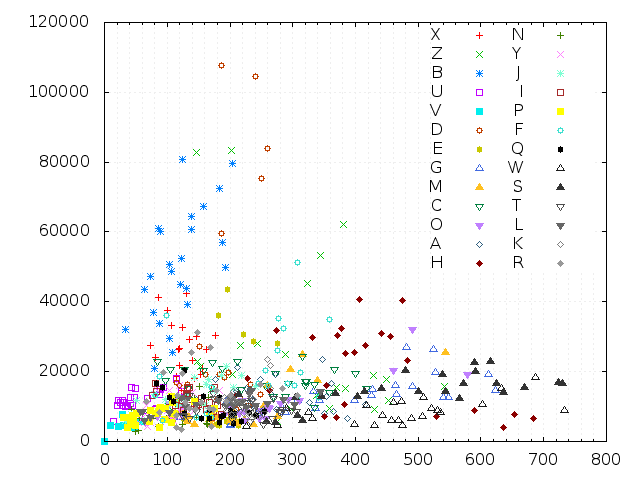 120000
X N
Z Y
B J
100000
U I
V P
D F
80000
E Q
G W
60000
M S
C T
O L
A K
H R
40000
20000
0
0 100 200 300 400 500 600 700 800